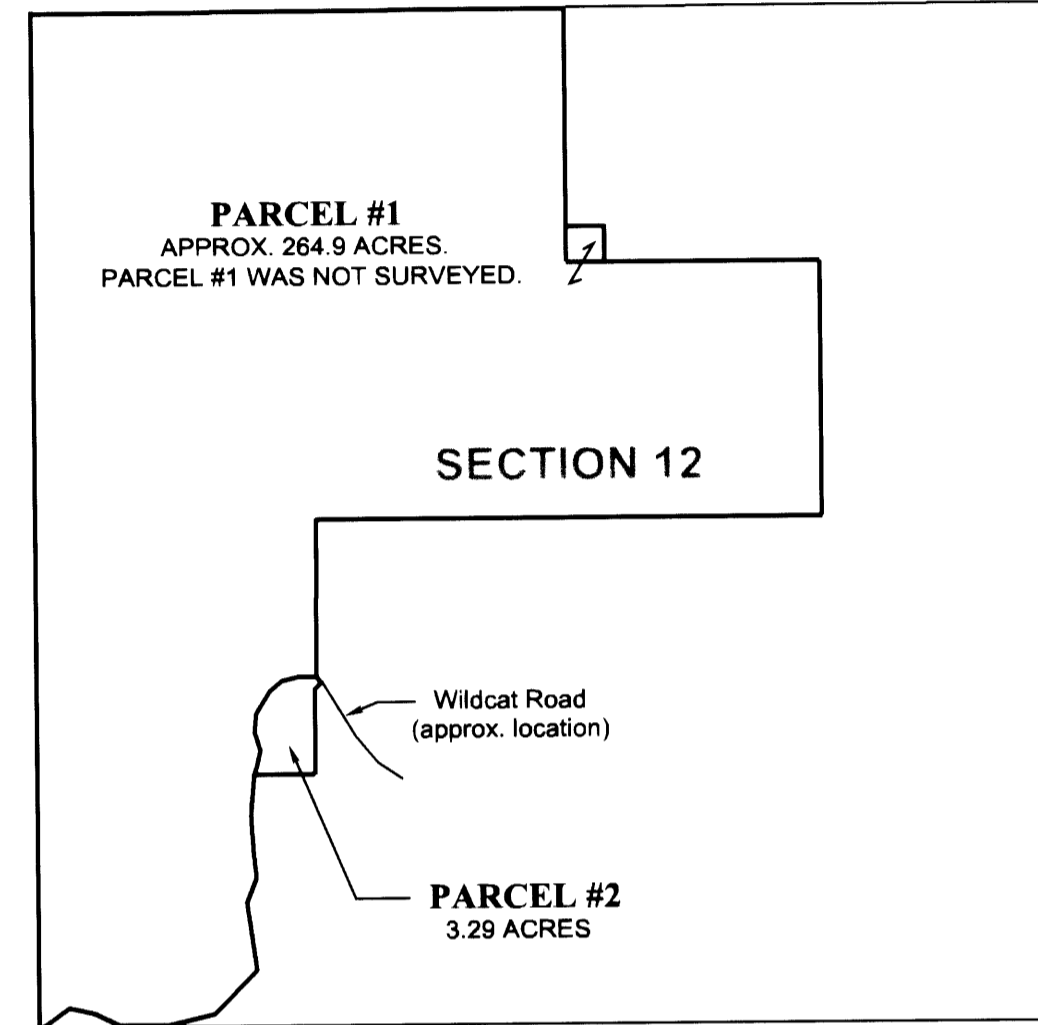 PARCEL #1
APPROX. 264.9 ACRES.
PARCEL #1 WAS NOT SURVEYED.
SECTION 12
Wildcat Road
(approx. location)
PARCEL #2
3.29 ACRES